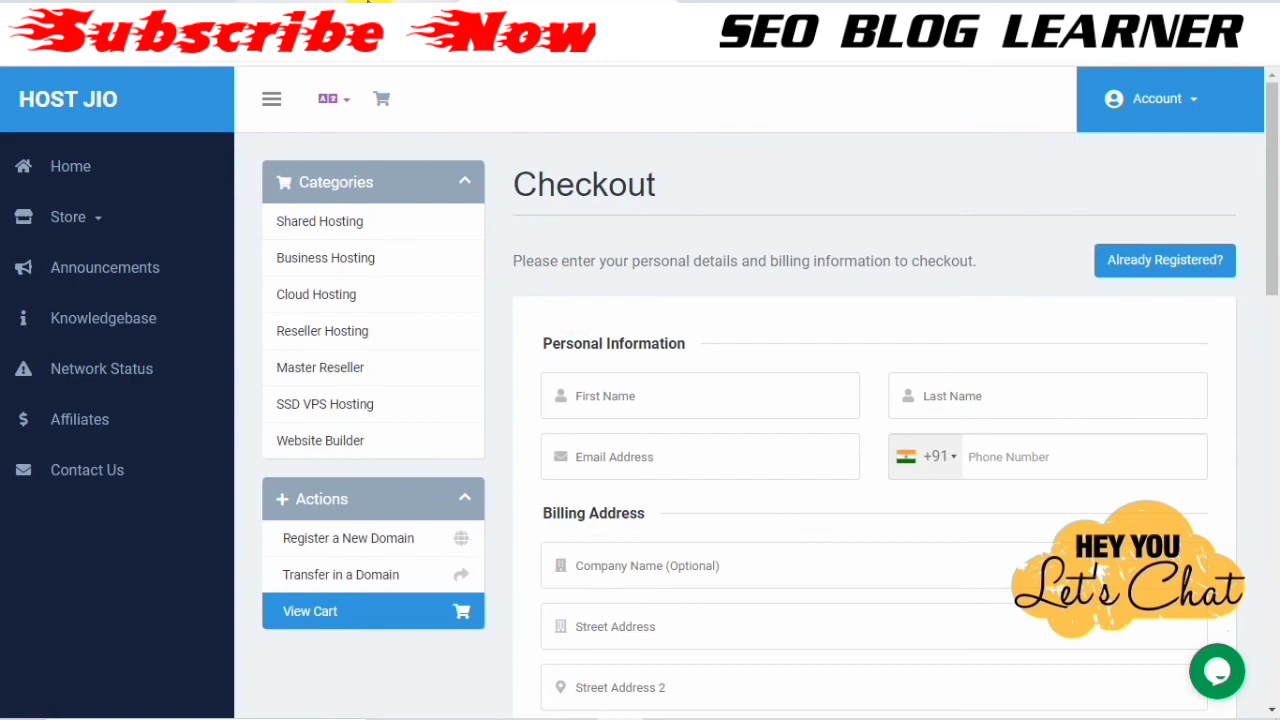 Subscribe Now
SEO BLOG LEARNER
HOST JIO
Account
Home
Store
Announcements
Knowledgebase
Network Status
Affiliates
Contact Us
Categories
Shared Hosting
Business Hosting
Cloud Hosting
Reseller Hosting
Master Reseller
SSD VPS Hosting
Website Builder
Actions
Register a New Domain
Transfer in a Domain
View Cart
Checkout
Please enter your personal details and billing information to checkout.
Already Registered?
Personal Information
First Name
Last Name
Email Address
+91
Phone Number
Billing Address
Company Name (Optional)
Street Address
Street Address 2
HEY YOU
Let's Chat